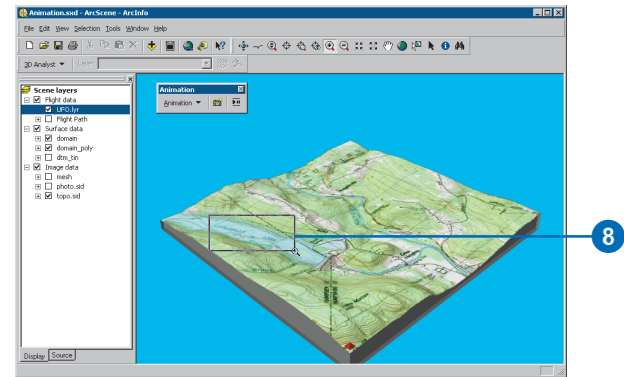 Animation.sxd - ArcScene - ArcInfo
File Edit View Selection Tools Window Help
3D Analyst Layer:
Scene layers
Flight data
UFO.lyr
Flight Path
Surface data
domain
domain_poly
dtm_tin
Image data
mesh
photo.sid
topo.sid
Animation
Animation
8
Display Source